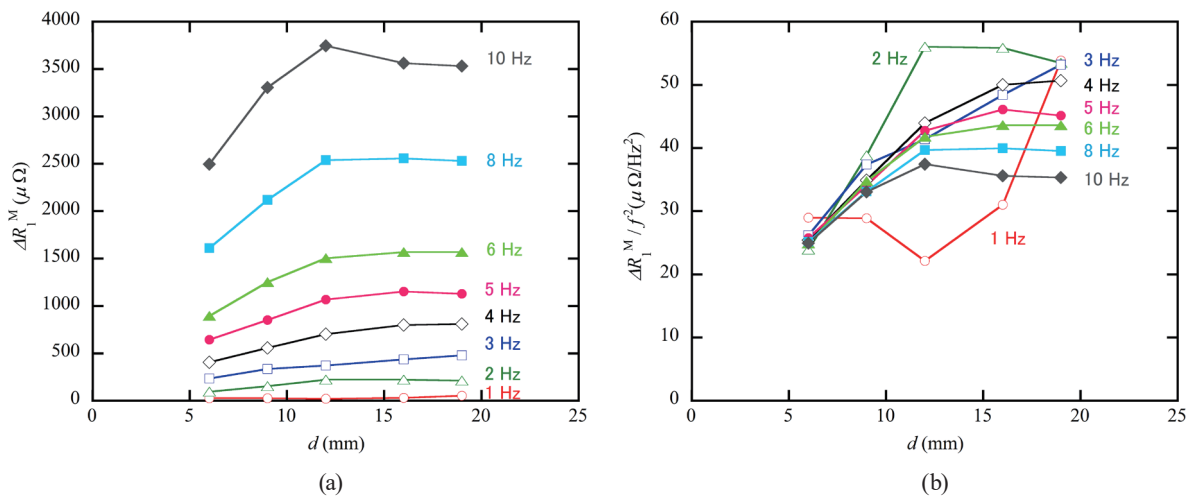 4000
3500
3000
2500
2000
1500
1000
500
0
ΔR₁ᴹ (μ Ω)
10 Hz
8 Hz
6 Hz
5 Hz
4 Hz
3 Hz
2 Hz
1 Hz
0 5 10 15 20 25
d (mm)
(a)
60
50
40
30
20
10
0
ΔR₁ᴹ / f² (μ Ω/Hz²)
2 Hz
3 Hz
4 Hz
5 Hz
6 Hz
8 Hz
10 Hz
1 Hz
0 5 10 15 20 25
d (mm)
(b)